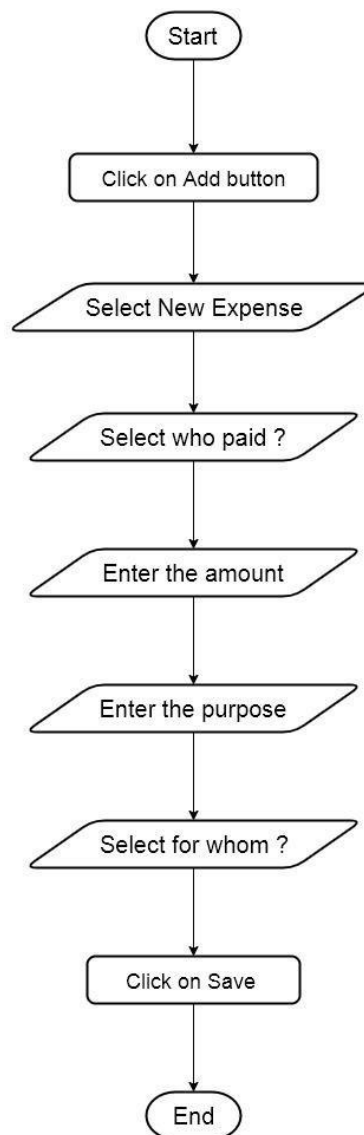 Start
Click on Add button
Select New Expense
Select who paid ?
Enter the amount
Enter the purpose
Select for whom ?
Click on Save
End